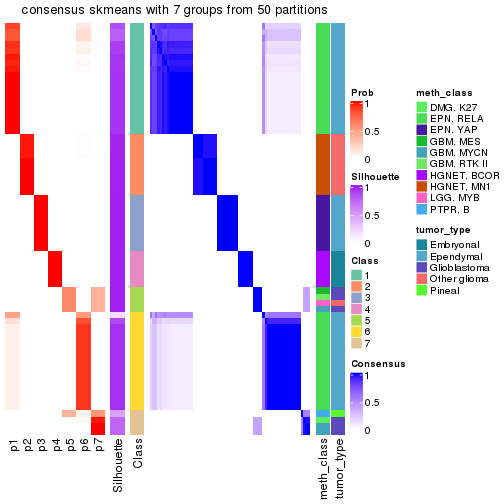 consensus skmeans with 7 groups from 50 partitions
p1
p2
p3
p4
p5
p6
p7
Silhouette
Class
meth_class
tumor_type
Prob
1
0.5
0
Silhouette
1
0.5
0
Class
1
2
3
4
5
6
7
Consensus
1
0.5
0
meth_class
DMG. K27
EPN. RELA
EPN. YAP
GBM. MES
GBM. MYCN
GBM. RTK II
HGNET. BCOR
HGNET. MN1
LGG. MYB
PTPR. B
tumor_type
Embryonal
Ependymal
Glioblastoma
Other glioma
Pineal